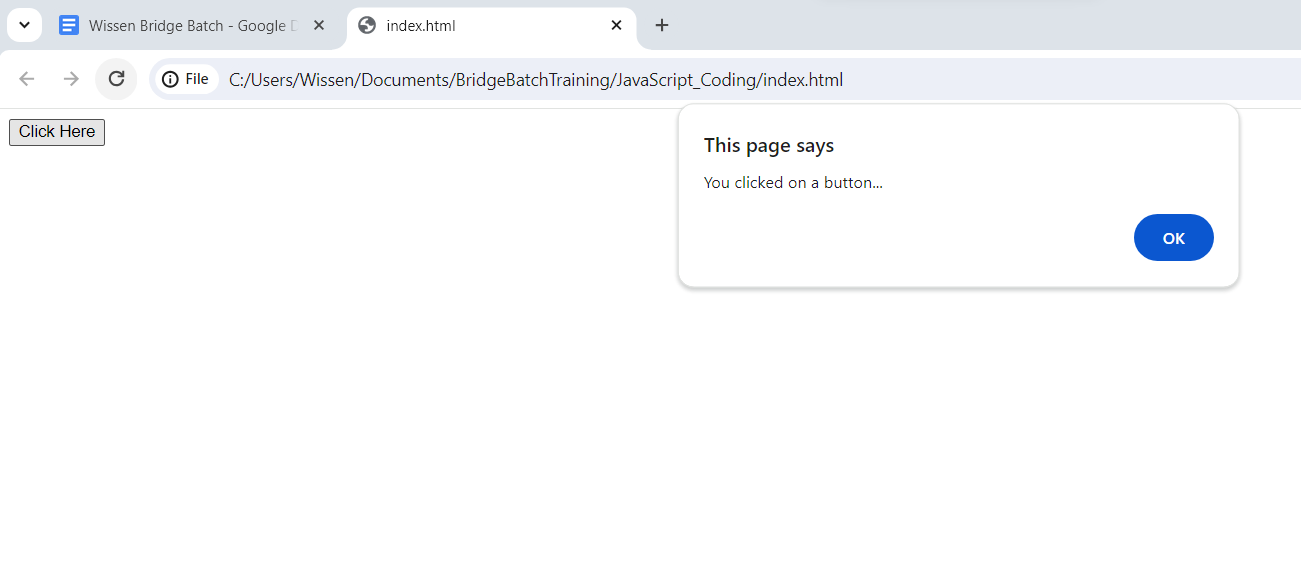 Wissen Bridge Batch - Google D
index.html
File
C:/Users/Wissen/Documents/BridgeBatchTraining/JavaScript_Coding/index.html
Click Here
This page says
You clicked on a button...
OK